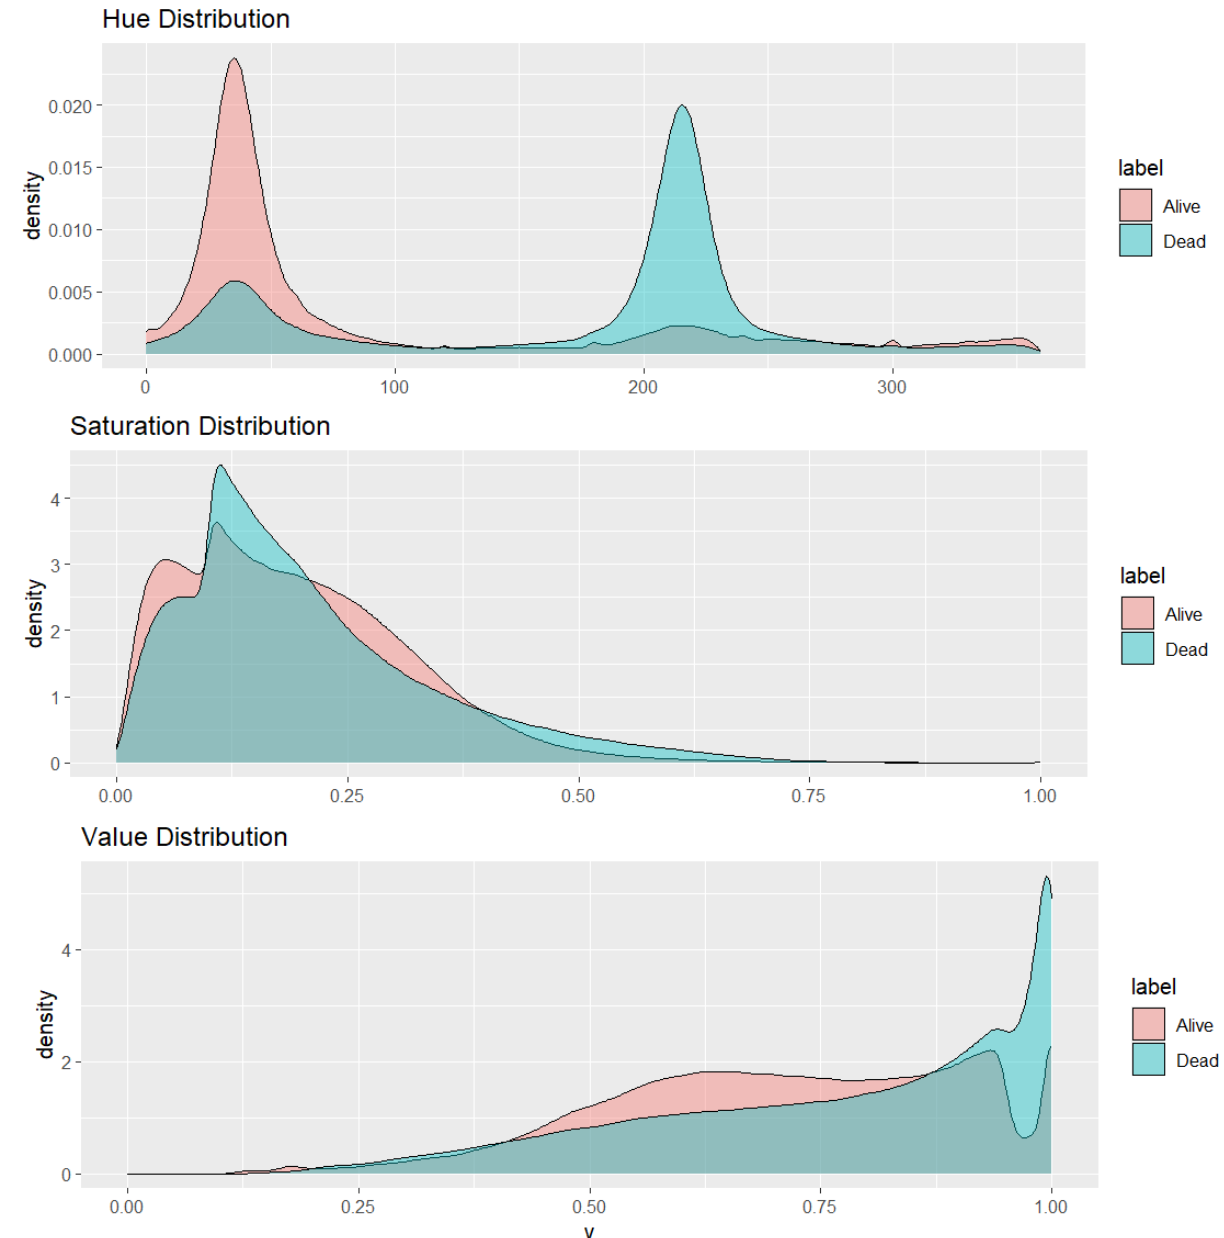 Hue Distribution
density
0.020
0.015
0.010
0.005
0.000
0 100 200 300
label
Alive
Dead
Saturation Distribution
density
4
3
2
1
0
0.00 0.25 0.50 0.75 1.00
label
Alive
Dead
Value Distribution
density
4
2
0
0.00 0.25 0.50 0.75 1.00
v
label
Alive
Dead